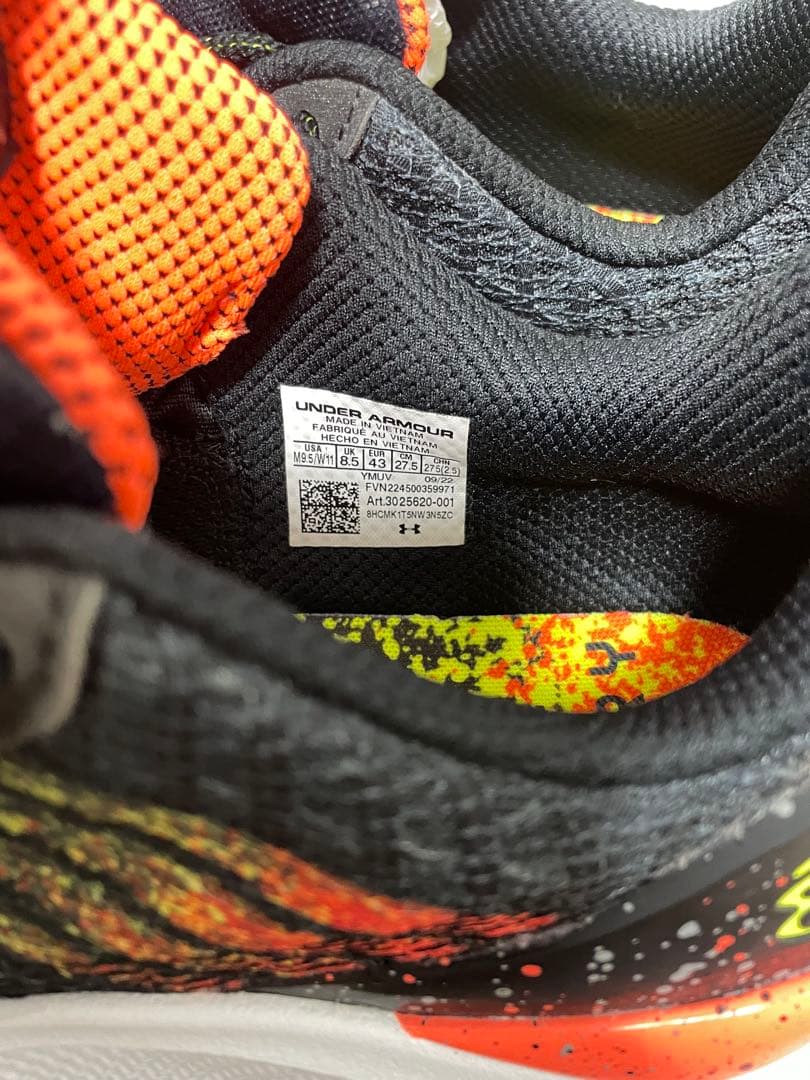 UNDER ARMOUR
MADE IN VIETNAM
FABRIQUÉ AU VIETNAM
HECHO EN VIETNAM
USA UK EUR CM CHN
M9.5/W11 8.5 43 27.5 275(2.5)
YMUV 09/22
FVN224500359971
Art.3025620-001
8HCMK1T5NW3N5ZC